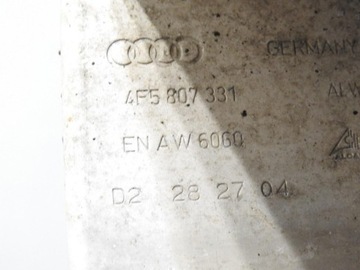 GERMANY
4F5 807 331
EN AW 6060
D2 28 27 04